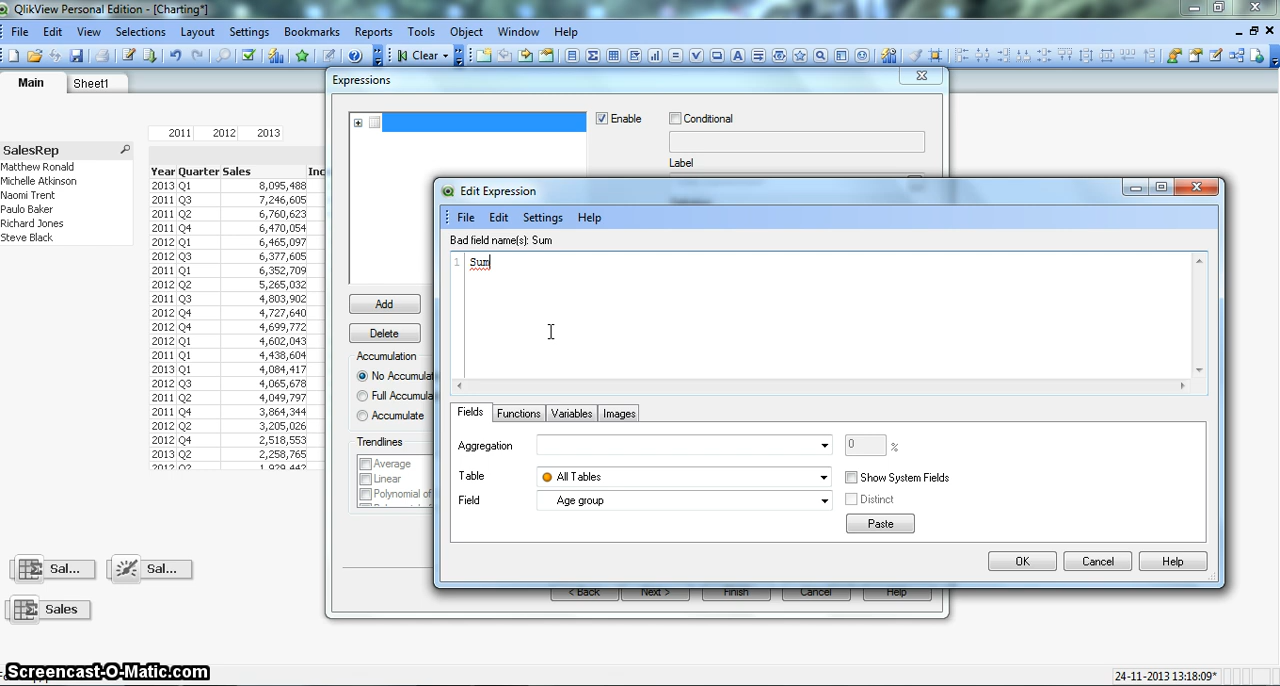 QlikView Personal Edition - [Charting*]
File Edit View Selections Layout Settings Bookmarks Reports Tools Object Window Help
Clear
Main Sheet1
2011 2012 2013
SalesRep
Matthew Ronald
Michelle Atkinson
Naomi Trent
Paulo Baker
Richard Jones
Steve Black
Year Quarter Sales Inc
2013 Q1 8,095,488
2011 Q3 7,246,605
2011 Q2 6,760,623
2011 Q4 6,470,054
2012 Q1 6,465,097
2012 Q3 6,377,605
2011 Q1 6,352,709
2012 Q2 5,265,032
2011 Q3 4,803,902
2012 Q4 4,727,640
2012 Q4 4,699,772
2012 Q1 4,602,043
2011 Q1 4,438,604
2013 Q1 4,084,417
2012 Q3 4,065,678
2011 Q2 4,049,797
2011 Q4 3,864,344
2012 Q2 3,205,026
2012 Q4 2,518,553
2013 Q2 2,258,765
2012 Q2 1,929,442
Sal... Sal...
Sales
Expressions
Enable Conditional
Label
Add
Delete
Accumulation
No Accumulat
Full Accumula
Accumulate
Trendlines
Average
Linear
Polynomial of
< Back Next > Finish Cancel Help
Edit Expression
File Edit Settings Help
Bad field name(s): Sum
1 Sum
Fields Functions Variables Images
Aggregation 0 %
Table All Tables Show System Fields
Field Age group Distinct
Paste
OK Cancel Help
Screencast-O-Matic.com
24-11-2013 13:18:09*